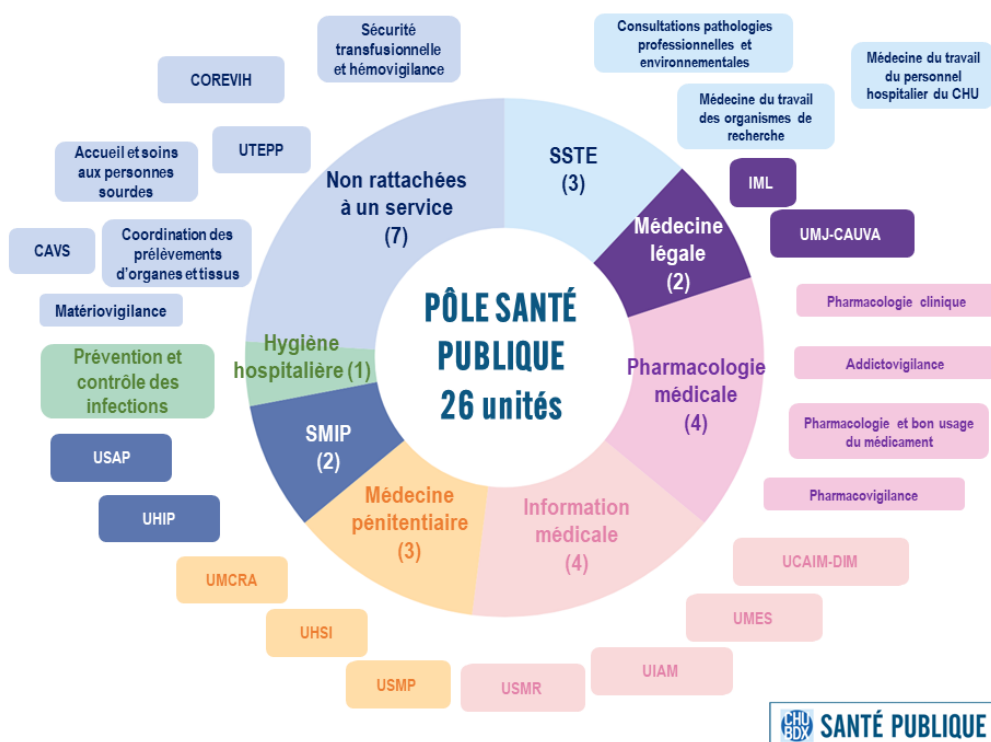 Sécurité
transfusionnelle
et hémovigilance
COREVIH
UTEPP
Accueil et soins
aux personnes
sourdes
CAVS
Coordination des
prélèvements
d'organes et tissus
Matériovigilance
Prévention et
contrôle des
infections
USAP
UHIP
UMCRA
UHSI
USMP
USMR
UIAM
UMES
UCAIM-DIM
Pharmacovigilance
Pharmacologie et bon usage
du médicament
Addictovigilance
Pharmacologie clinique
UMJ-CAUVA
IML
Médecine du travail
des organismes de
recherche
Médecine du travail
du personnel
hospitalier du CHU
Consultations pathologies
professionnelles et
environnementales
Non rattachées
à un service
(7)
SSTE
(3)
Médecine
légale
(2)
Pharmacologie
médicale
(4)
Information
médicale
(4)
Médecine
pénitentiaire
(3)
SMIP
(2)
Hygiène
hospitalière (1)
PÔLE SANTÉ
PUBLIQUE
26 unités
CHU
BDX
SANTÉ PUBLIQUE